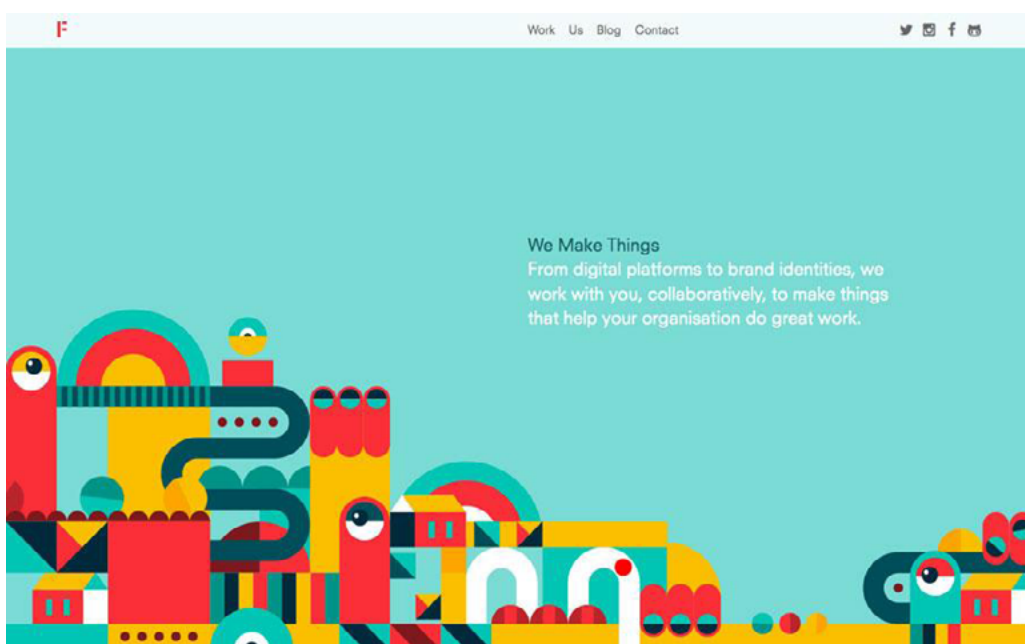 F
Work Us Blog Contact
We Make Things
From digital platforms to brand identities, we
work with you, collaboratively, to make things
that help your organisation do great work.